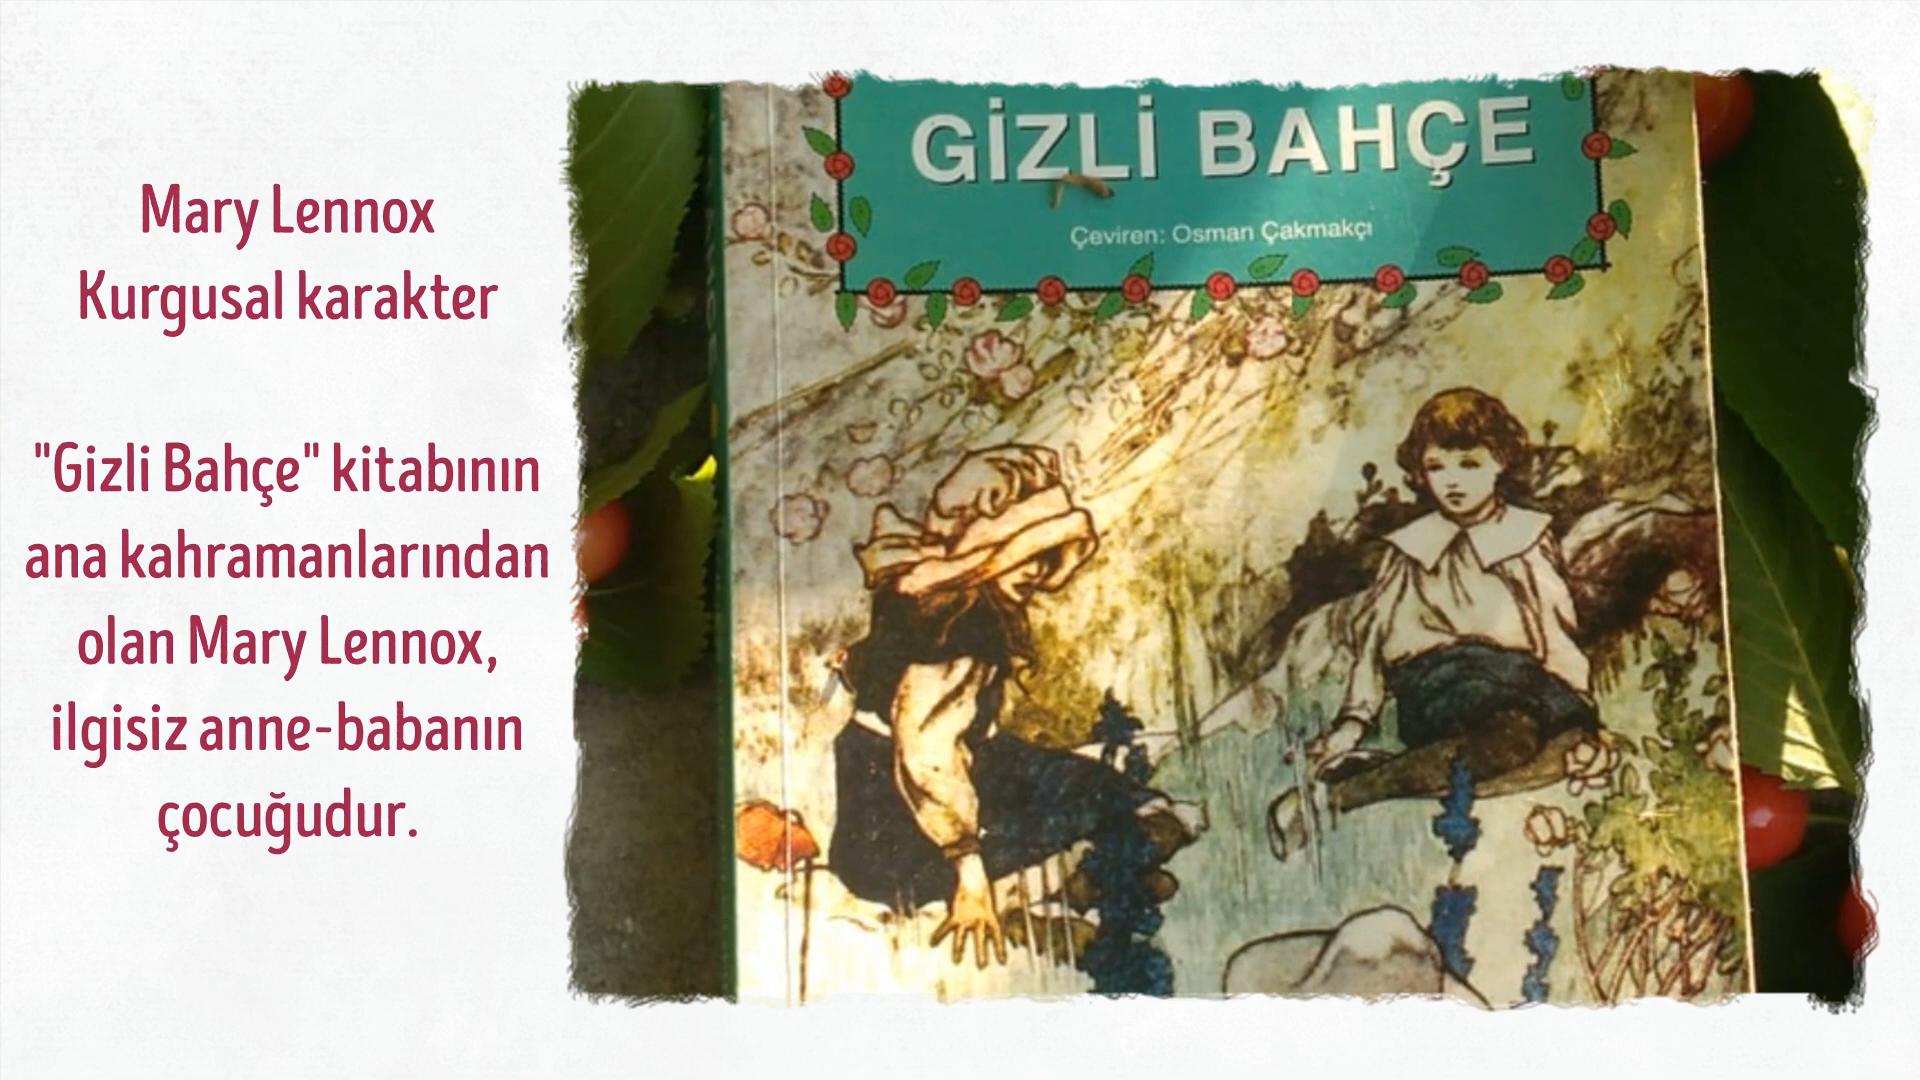 Mary Lennox
Kurgusal karakter
"Gizli Bahçe" kitabının
ana kahramanlarından
olan Mary Lennox,
ilgisiz anne-babanın
çocuğudur.
GİZLİ BAHÇE
Çeviren: Osman Çakmakçı